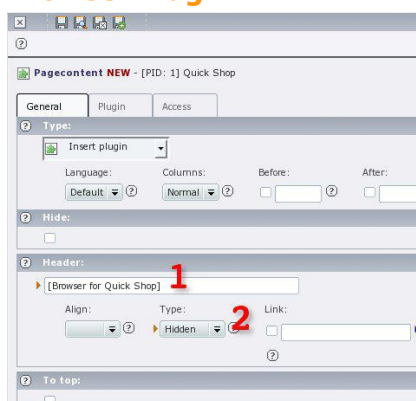 Pagecontent NEW - [PID: 1] Quick Shop
General Plugin Access
Type:
Insert plugin
Language: Columns: Before: After:
Default Normal
Hide:
Header:
[Browser for Quick Shop] 1
Align: Type: 2 Link:
Hidden
To top: